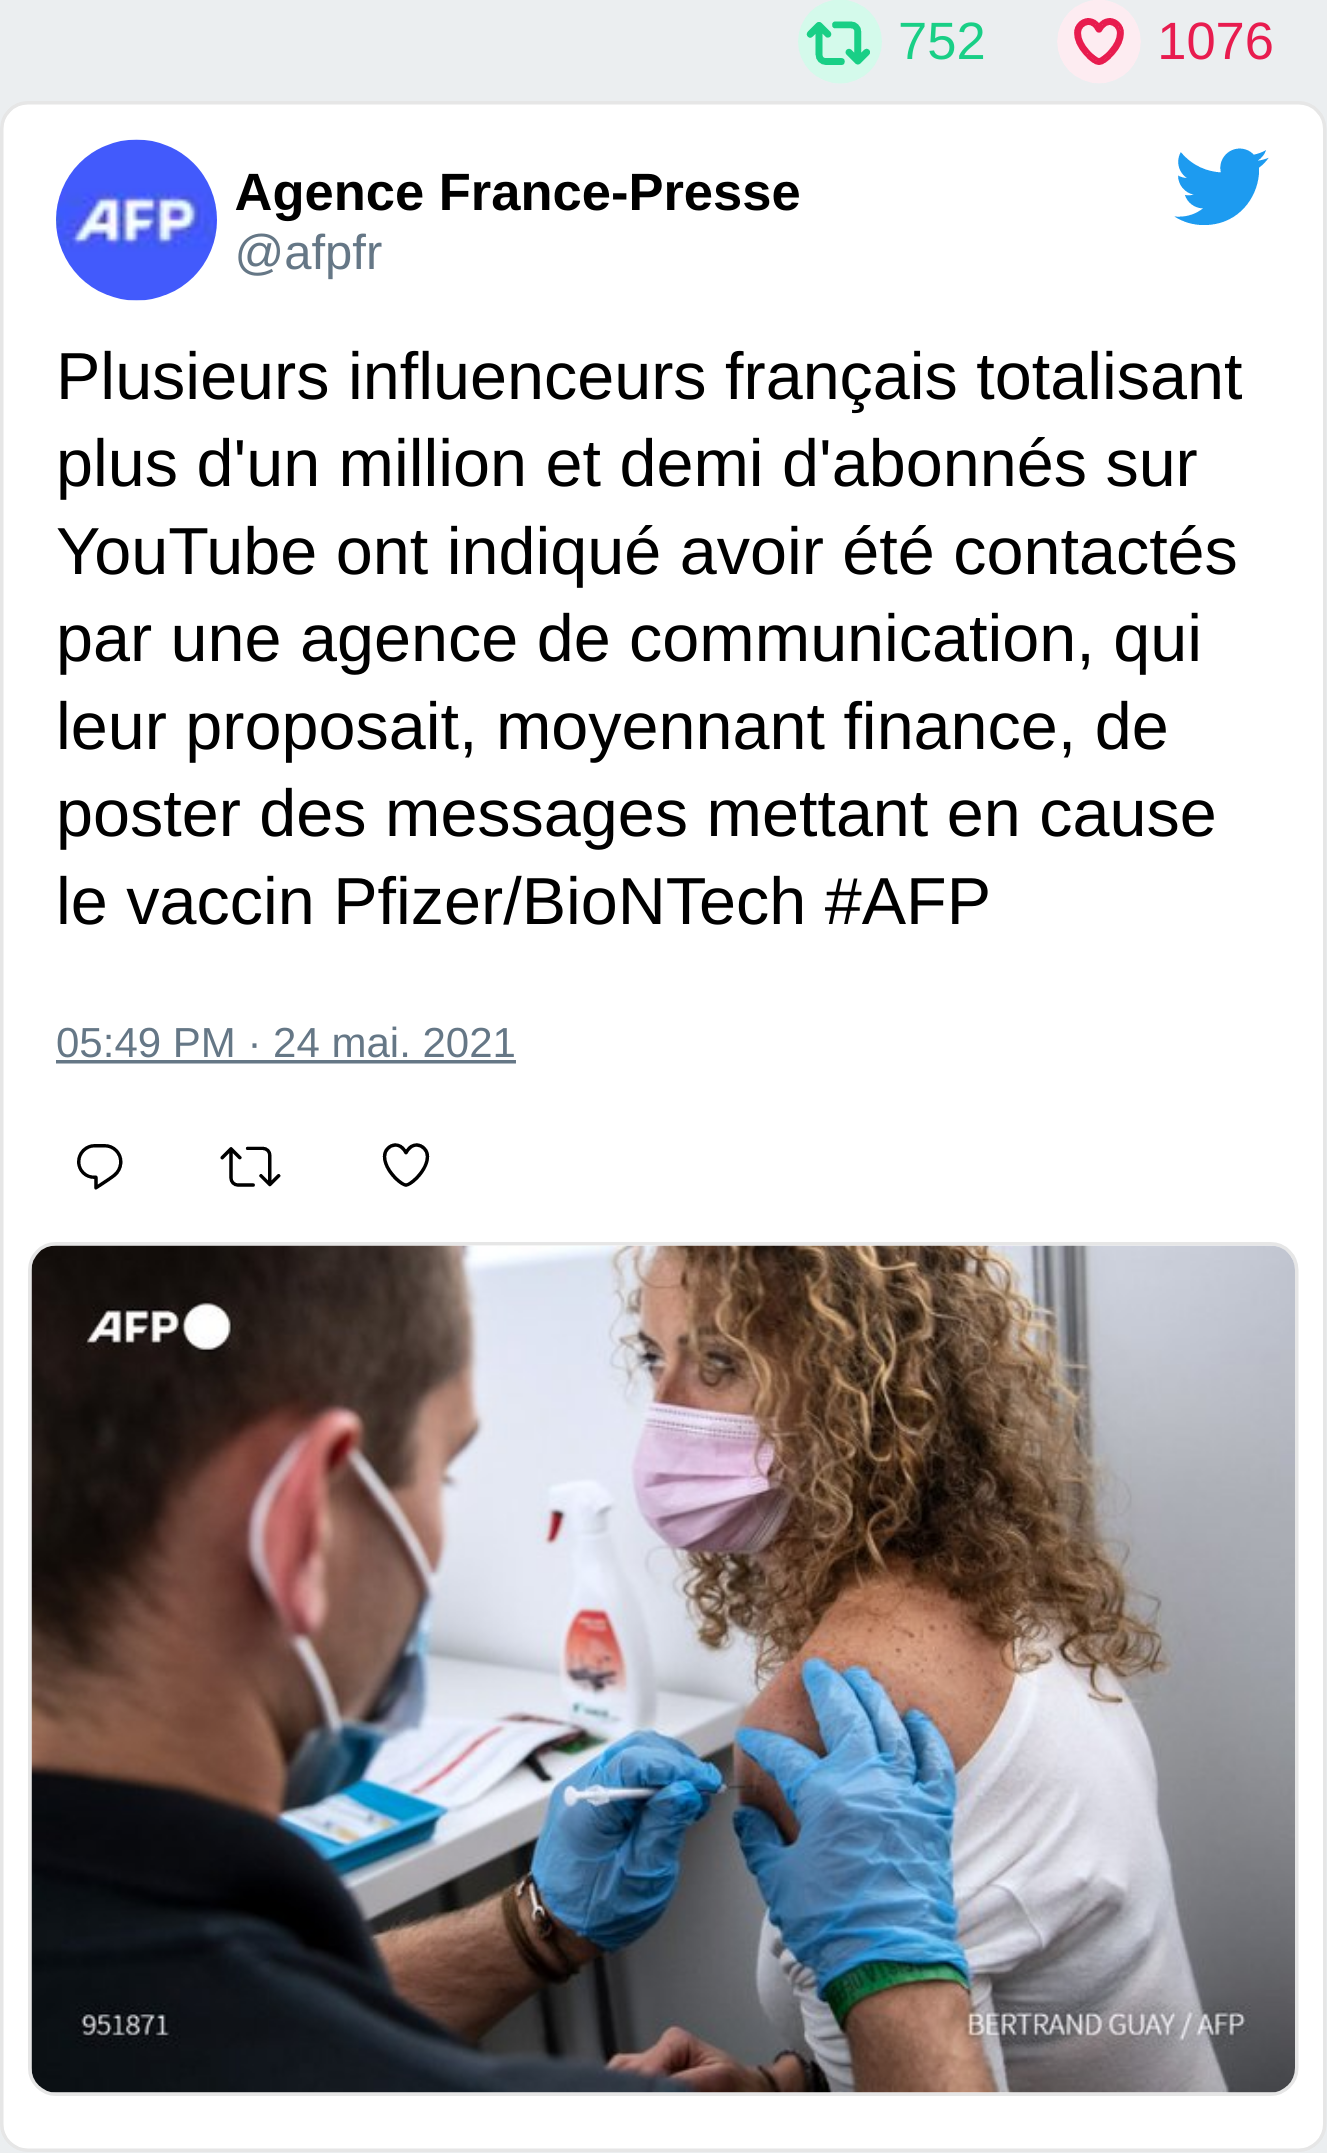 752 1076
AFP
Agence France-Presse
@afpfr
Plusieurs influenceurs français totalisant
plus d'un million et demi d'abonnés sur
YouTube ont indiqué avoir été contactés
par une agence de communication, qui
leur proposait, moyennant finance, de
poster des messages mettant en cause
le vaccin Pfizer/BioNTech #AFP
05:49 PM · 24 mai. 2021
AFP
951871
BERTRAND GUAY / AFP